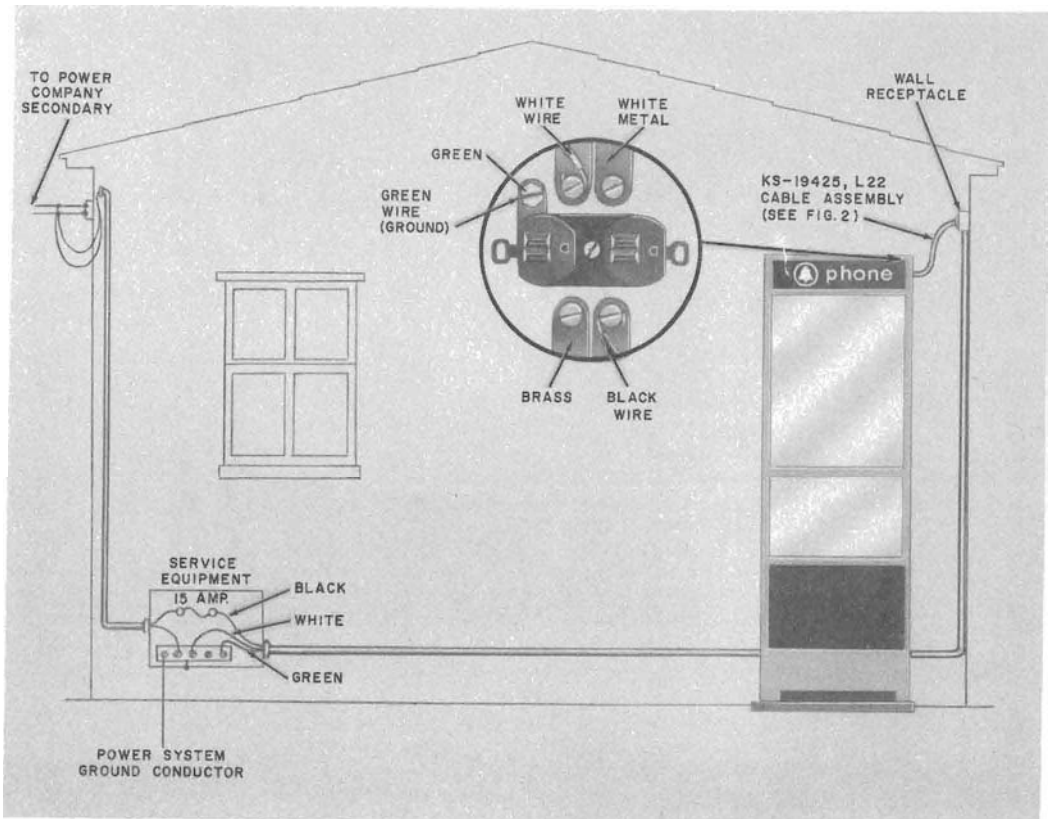 TO POWER
COMPANY
SECONDARY
WHITE
WIRE
WHITE
METAL
WALL
RECEPTACLE
GREEN
GREEN
WIRE
(GROUND)
KS-19425, L22
CABLE ASSEMBLY
(SEE FIG. 2)
phone
BRASS
BLACK
WIRE
SERVICE
EQUIPMENT
15 AMP.
BLACK
WHITE
GREEN
POWER SYSTEM
GROUND CONDUCTOR